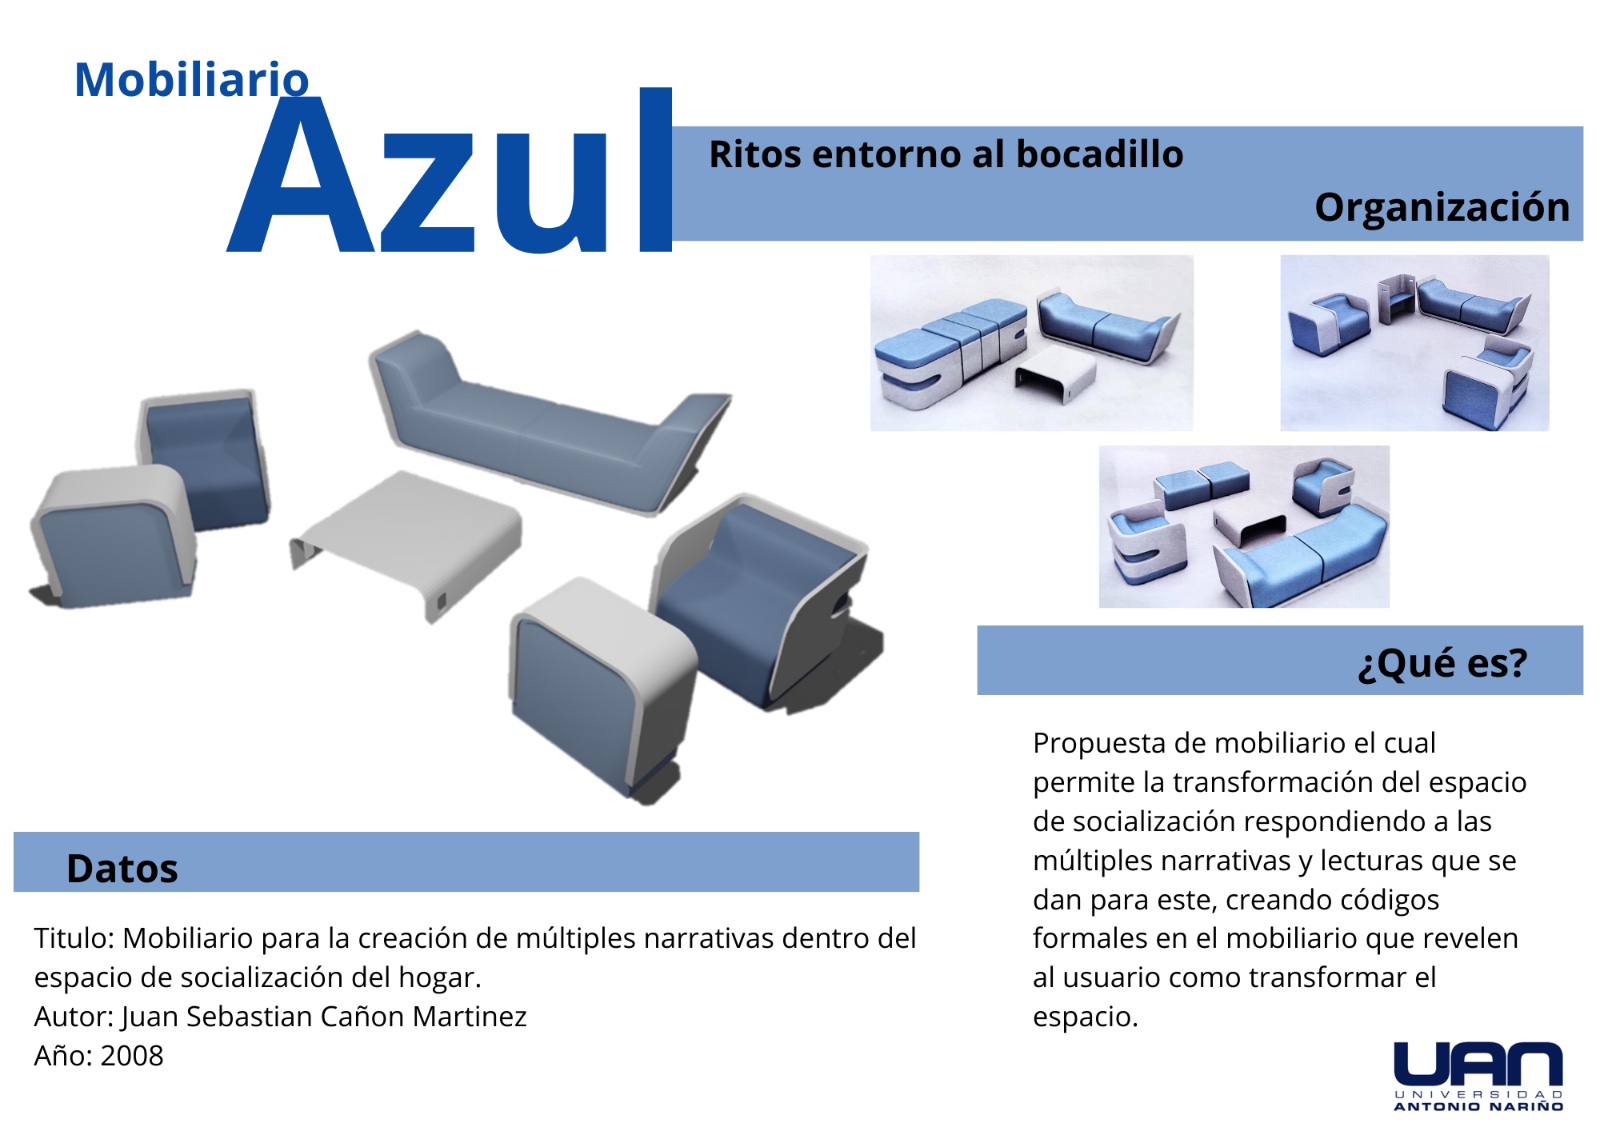 Mobiliario
Azul
Ritos entorno al bocadillo
Organización
¿Qué es?
Propuesta de mobiliario el cual
permite la transformación del espacio
de socialización respondiendo a las
múltiples narrativas y lecturas que se
dan para este, creando códigos
formales en el mobiliario que revelen
al usuario como transformar el
espacio.
Datos
Titulo: Mobiliario para la creación de múltiples narrativas dentro del
espacio de socialización del hogar.
Autor: Juan Sebastian Cañon Martinez
Año: 2008
UAN
UNIVERSIDAD
ANTONIO NARIÑO